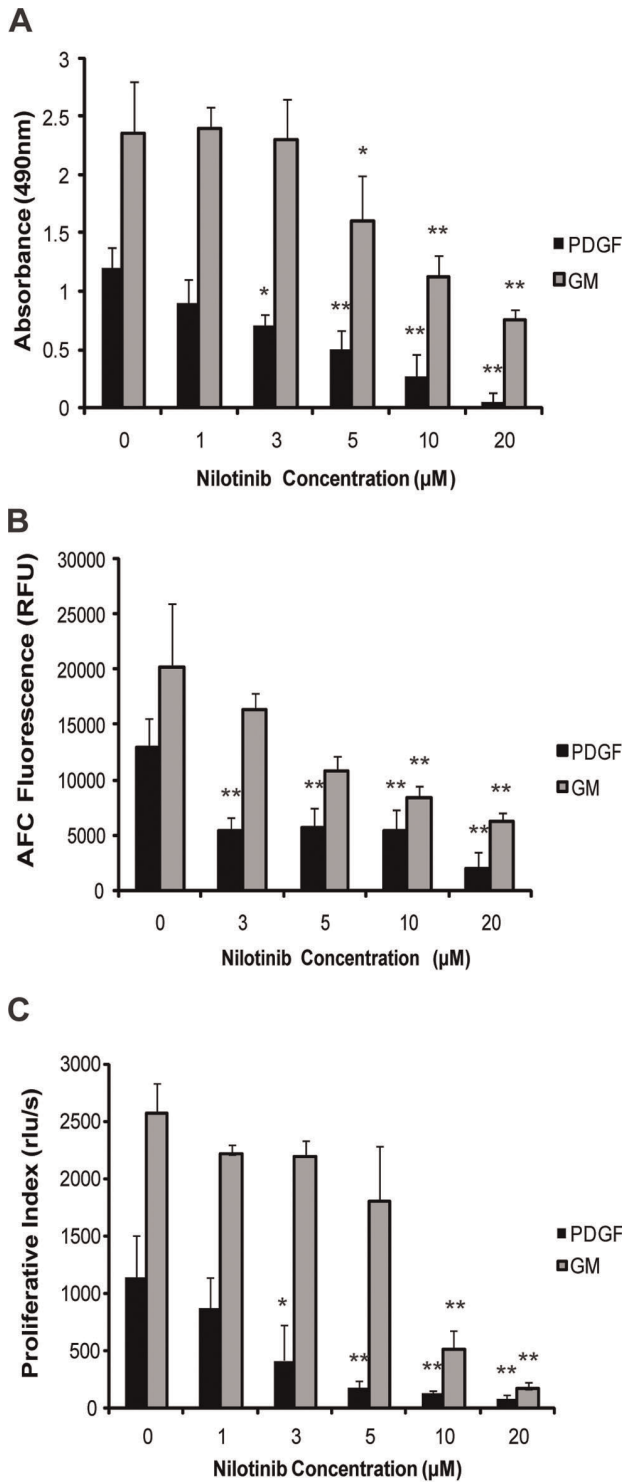 A
3
2.5
2
1.5
1
0.5
0
Absorbance (490nm)
*
**
*
**
**
**
**
PDGF
GM
0 1 3 5 10 20
Nilotinib Concentration (µM)
B
30000
25000
20000
15000
10000
5000
0
AFC Fluorescence (RFU)
** ** ** ** ** **
PDGF
GM
0 3 5 10 20
Nilotinib Concentration (µM)
C
3000
2500
2000
1500
1000
500
0
Proliferative Index (rlu/s)
* ** ** ** ** **
PDGF
GM
0 1 3 5 10 20
Nilotinib Concentration (µM)